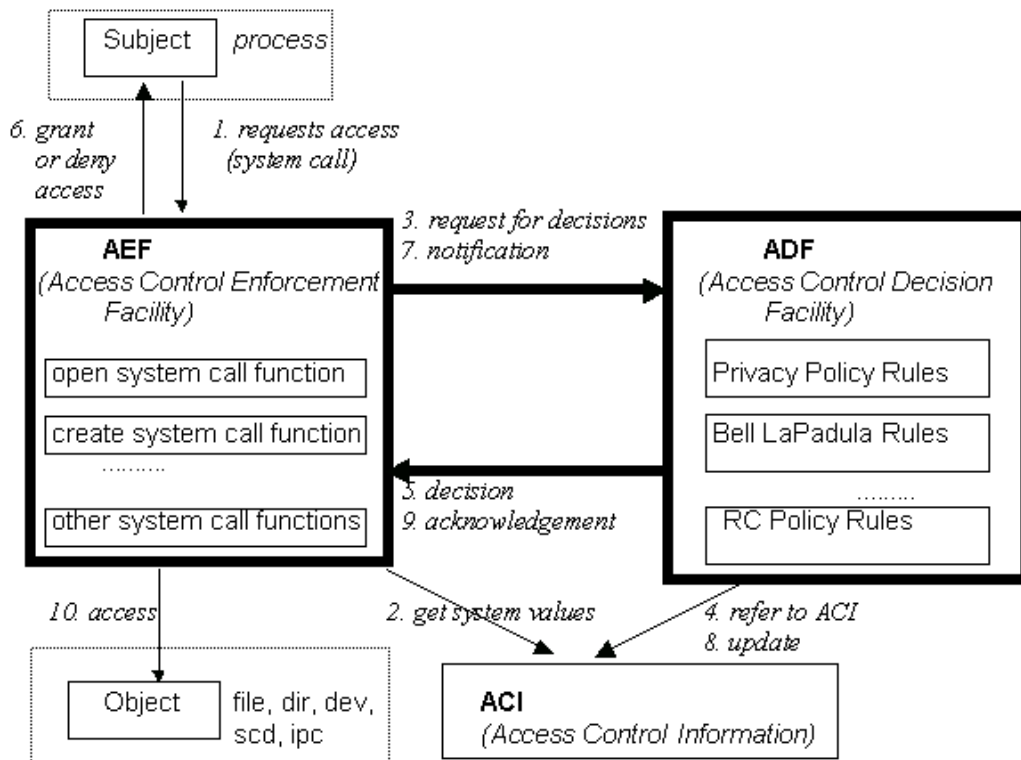 Subject process
6. grant
or deny
access
1. requests access
(system call)
AEF
(Access Control Enforcement
Facility)
open system call function
create system call function
..........
other system call functions
3. request for decisions
7. notification
5. decision
9. acknowledgement
ADF
(Access Control Decision
Facility)
Privacy Policy Rules
Bell LaPadula Rules
.........
RC Policy Rules
10. access
2. get system values
4. refer to ACI
8. update
Object
file, dir, dev,
scd, ipc
ACI
(Access Control Information)